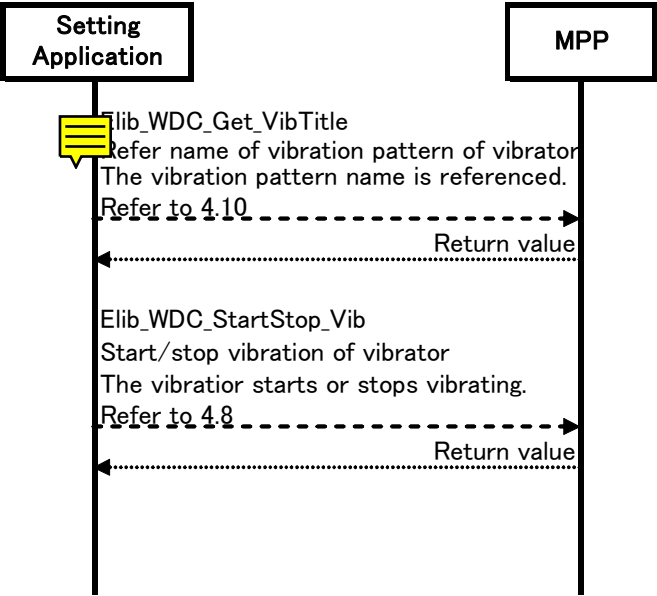 Setting
Application
MPP
Elib_WDC_Get_VibTitle
Refer name of vibration pattern of vibrator
The vibration pattern name is referenced.
Refer to 4.10
Return value
Elib_WDC_StartStop_Vib
Start/stop vibration of vibrator
The vibratior starts or stops vibrating.
Refer to 4.8
Return value